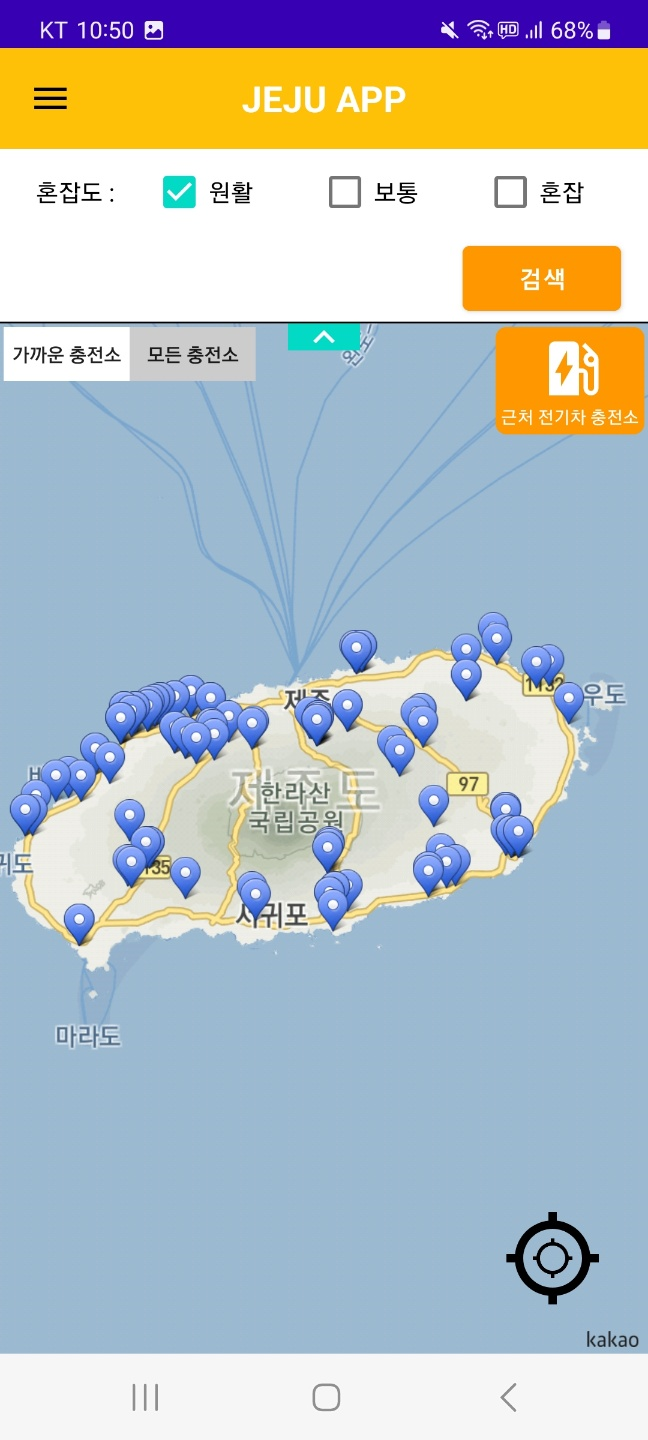 KT 10:50
HD
68%
JEJU APP
혼잡도 :
원활
보통
혼잡
검색
가까운 충전소
모든 충전소
근처 전기차 충전소
제주
1132
우도
제주도
97
한라산
국립공원
135
서귀포
마라도
kakao